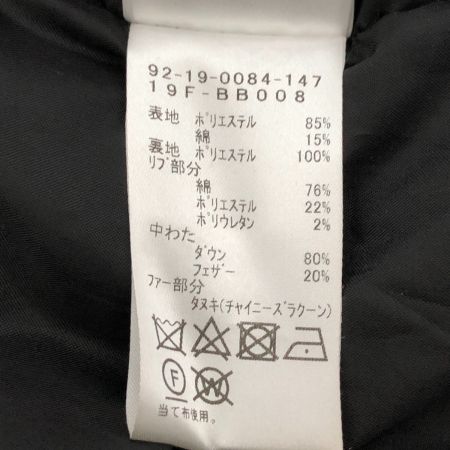 92-19-0084-147
19F-BB008
表地 ポリエステル 85%
綿 15%
裏地 ポリエステル 100%
リブ部分
綿 76%
ポリエステル 22%
ポリウレタン 2%
中わた
ダウン 80%
フェザー 20%
ファー部分
タヌキ(チャイニーズラクーン)
F W
当て布使用。